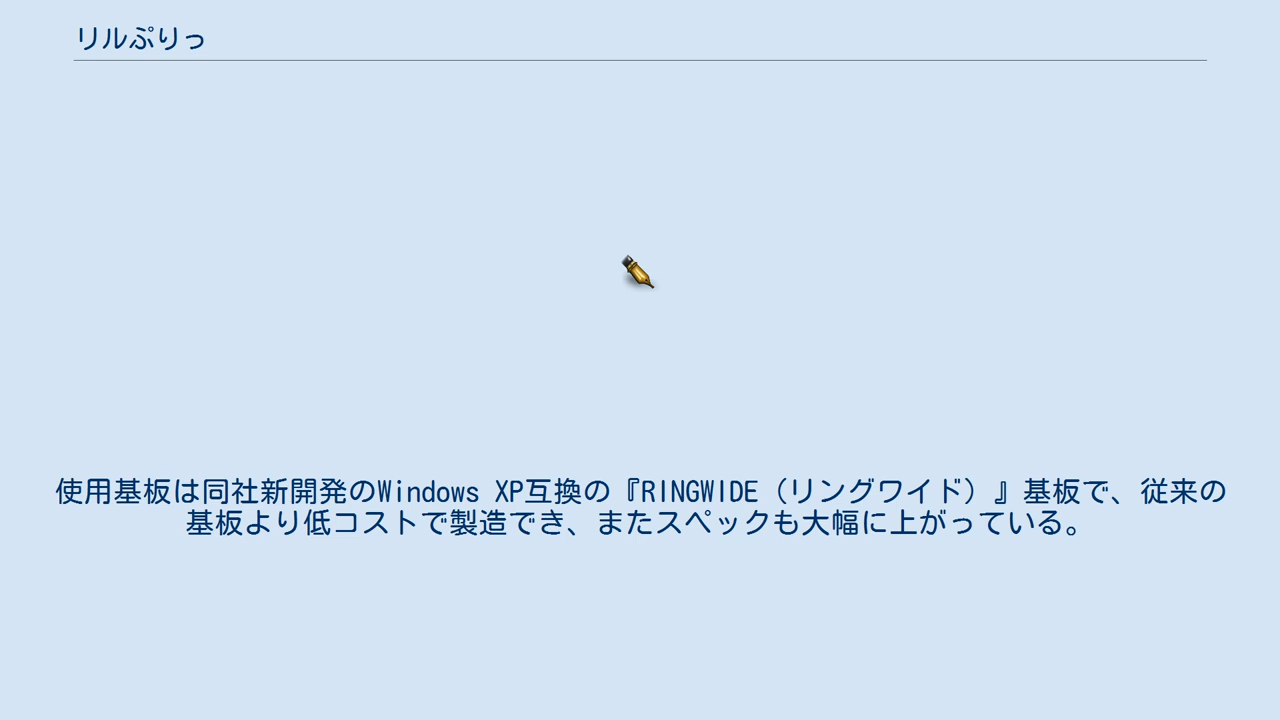 リルぷりっ
使用基板は同社新開発のWindows XP互換の『RINGWIDE（リングワイド）』基板で、従来の
基板より低コストで製造でき、またスペックも大幅に上がっている。